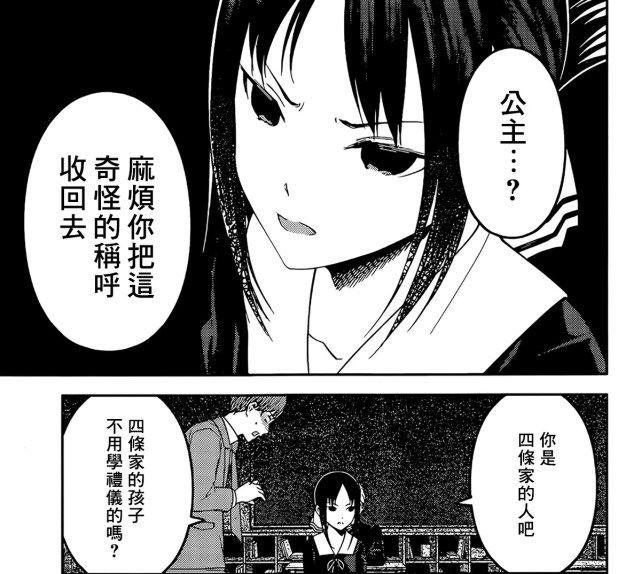 公主…?
麻煩你把這
奇怪的稱呼
收回去
你是
四條家的人吧
四條家的孩子
不用學禮儀的嗎?